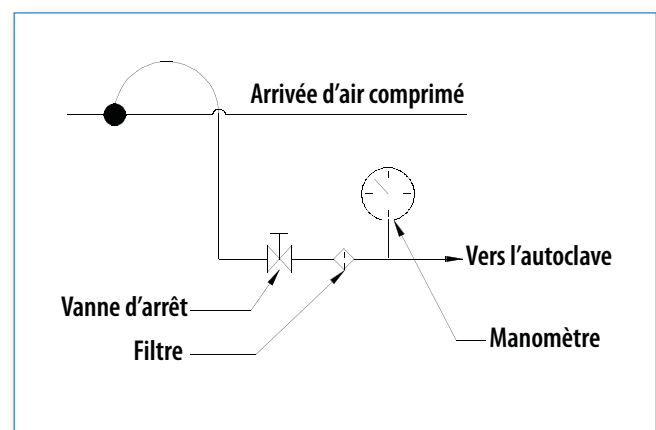 Arrivée d'air comprimé
Vers l'autoclave
Vanne d'arrêt
Manomètre
Filtre